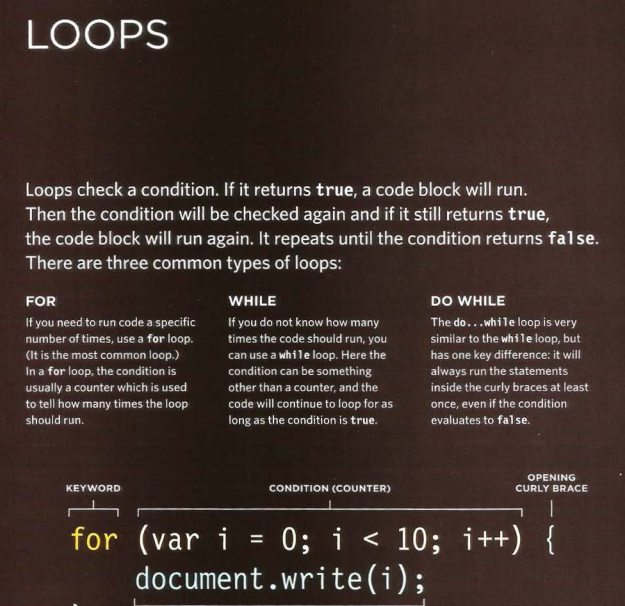 LOOPS
Loops check a condition. If it returns true, a code block will run.
Then the condition will be checked again and if it still returns true,
the code block will run again. It repeats until the condition returns false.
There are three common types of loops:
FOR
If you need to run code a specific
number of times, use a for loop.
(It is the most common loop.)
In a for loop, the condition is
usually a counter which is used
to tell how many times the loop
should run.
WHILE
If you do not know how many
times the code should run, you
can use a while loop. Here the
condition can be something
other than a counter, and the
code will continue to loop for as
long as the condition is true.
DO WHILE
The do...while loop is very
similar to the while loop, but
has one key difference: it will
always run the statements
inside the curly braces at least
once, even if the condition
evaluates to false.
KEYWORD
CONDITION (COUNTER)
OPENING
CURLY BRACE
for (var i = 0; i < 10; i++) {
document.write(i);